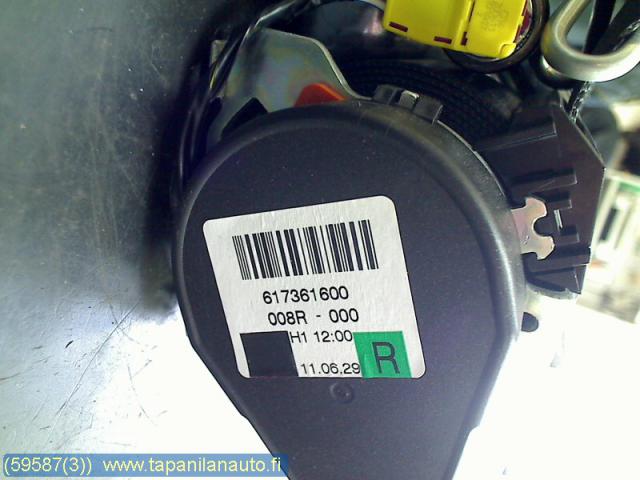 617361600
008R - 000
H1 12:00
11.06.29
R
(59587(3)) www.tapanilanauto.fi